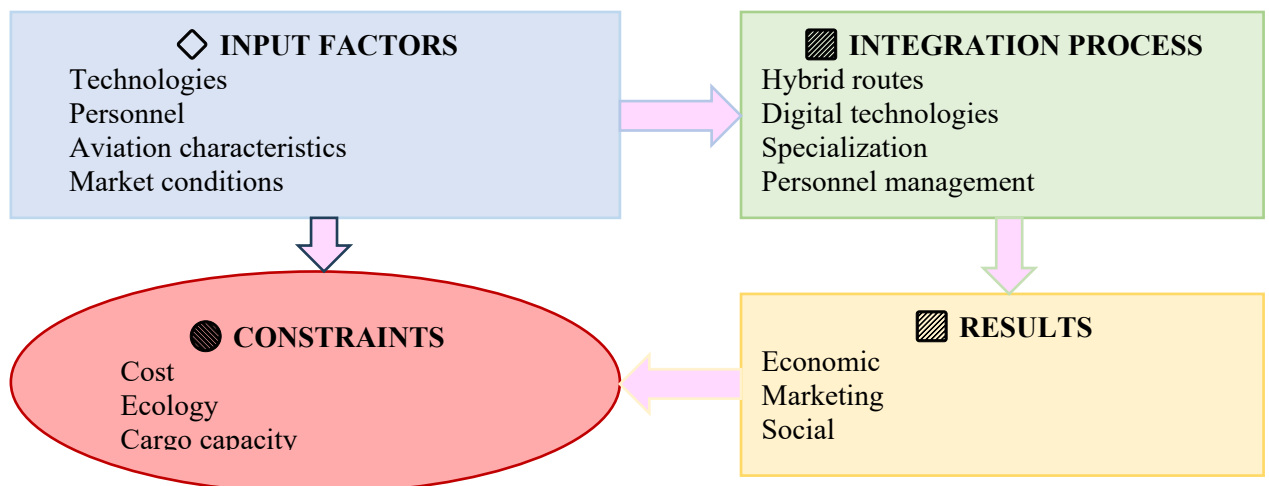 INPUT FACTORS
Technologies
Personnel
Aviation characteristics
Market conditions
INTEGRATION PROCESS
Hybrid routes
Digital technologies
Specialization
Personnel management
CONSTRAINTS
Cost
Ecology
Cargo capacity
RESULTS
Economic
Marketing
Social